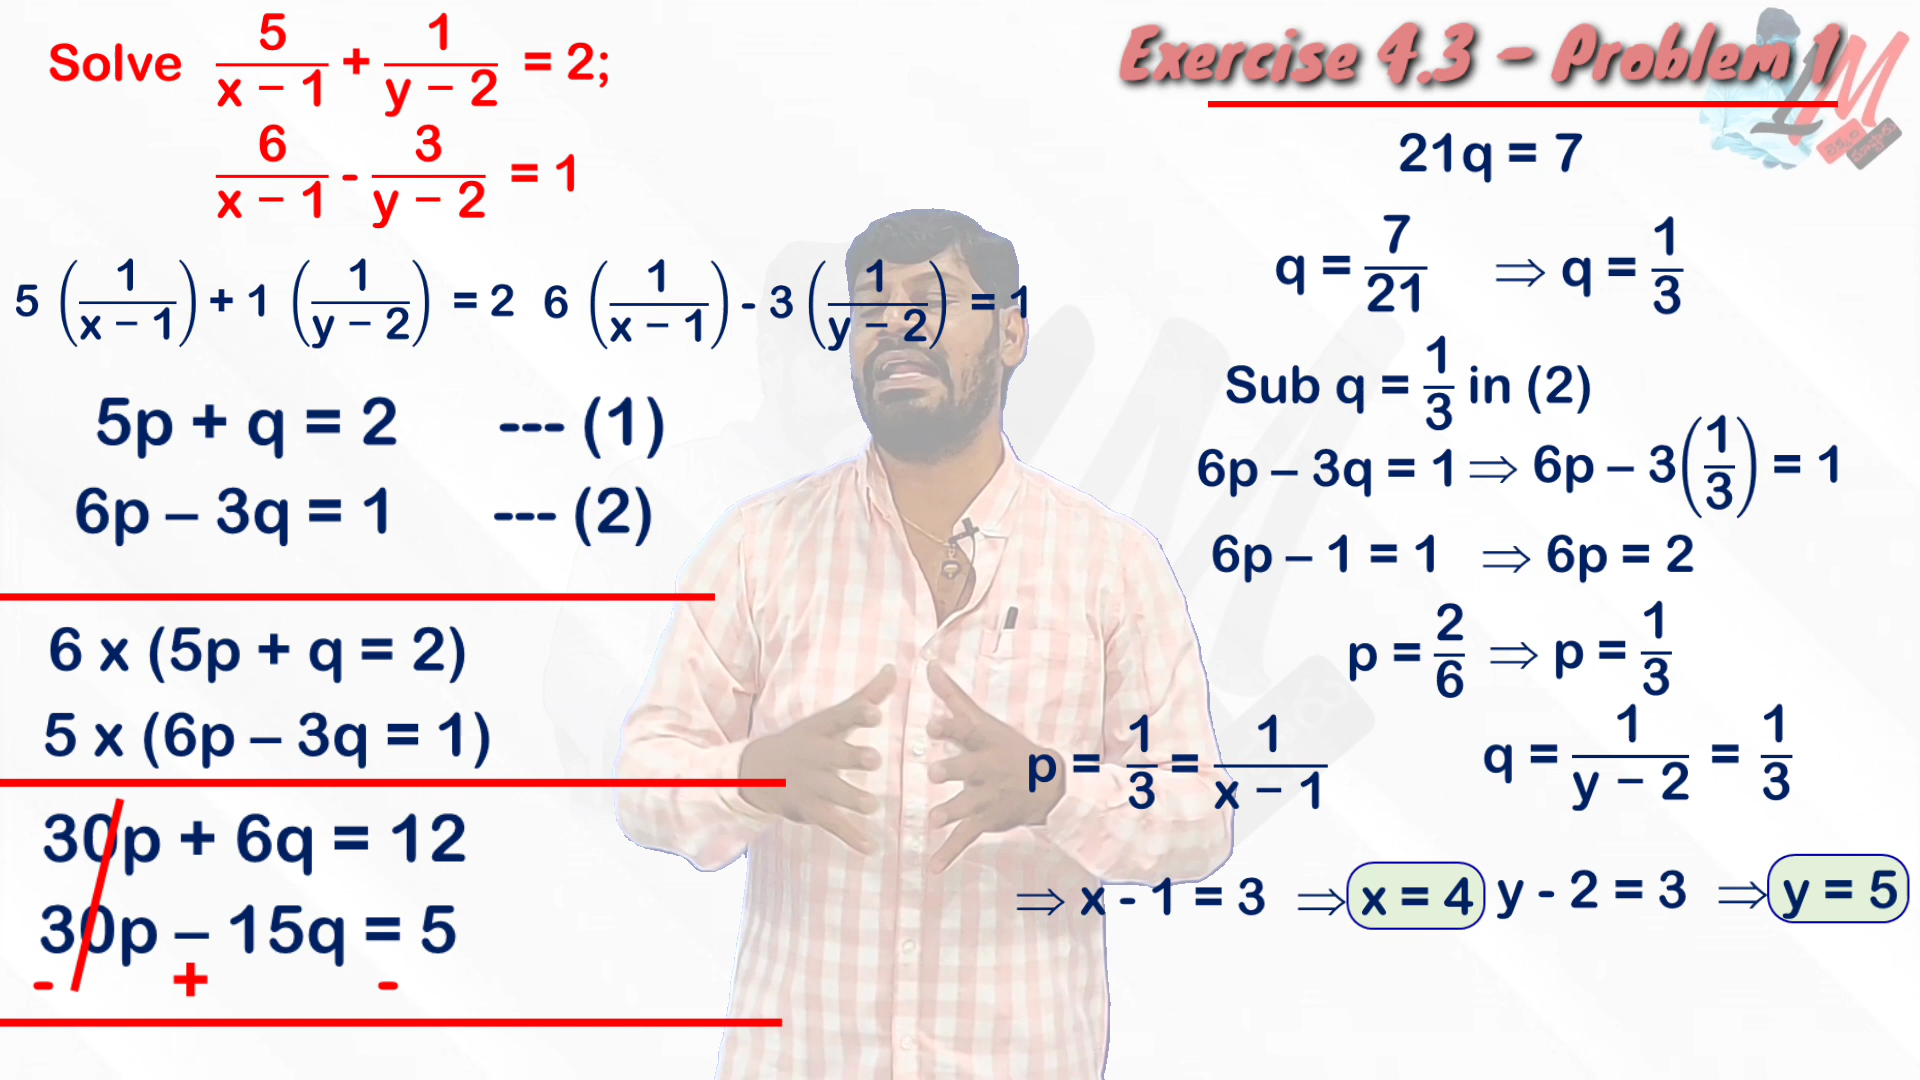 Exercise 4.3 – Problem 1
Solve 5/(x – 1) + 1/(y – 2) = 2;
6/(x – 1) - 3/(y – 2) = 1
5 (1/(x – 1)) + 1 (1/(y – 2)) = 2   6 (1/(x – 1)) - 3 (1/(y – 2)) = 1
5p + q = 2 --- (1)
6p – 3q = 1 --- (2)
6 x (5p + q = 2)
5 x (6p – 3q = 1)
30p + 6q = 12
30p – 15q = 5
- + -
21q = 7
q = 7/21 ⇒ q = 1/3
Sub q = 1/3 in (2)
6p – 3q = 1 ⇒ 6p – 3(1/3) = 1
6p – 1 = 1 ⇒ 6p = 2
p = 2/6 ⇒ p = 1/3
p = 1/3 = 1/(x – 1)   q = 1/(y – 2) = 1/3
⇒ x - 1 = 3 ⇒ x = 4   y - 2 = 3 ⇒ y = 5
1M